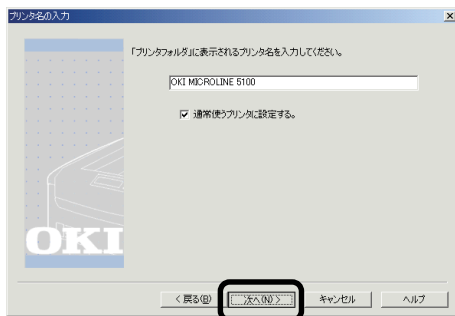 プリンタ名の入力
「プリンタフォルダ」に表示されるプリンタ名を入力してください。
OKI MICROLINE 5100
通常使うプリンタに設定する。
OKI
< 戻る(B) 次へ(N) > キャンセル ヘルプ